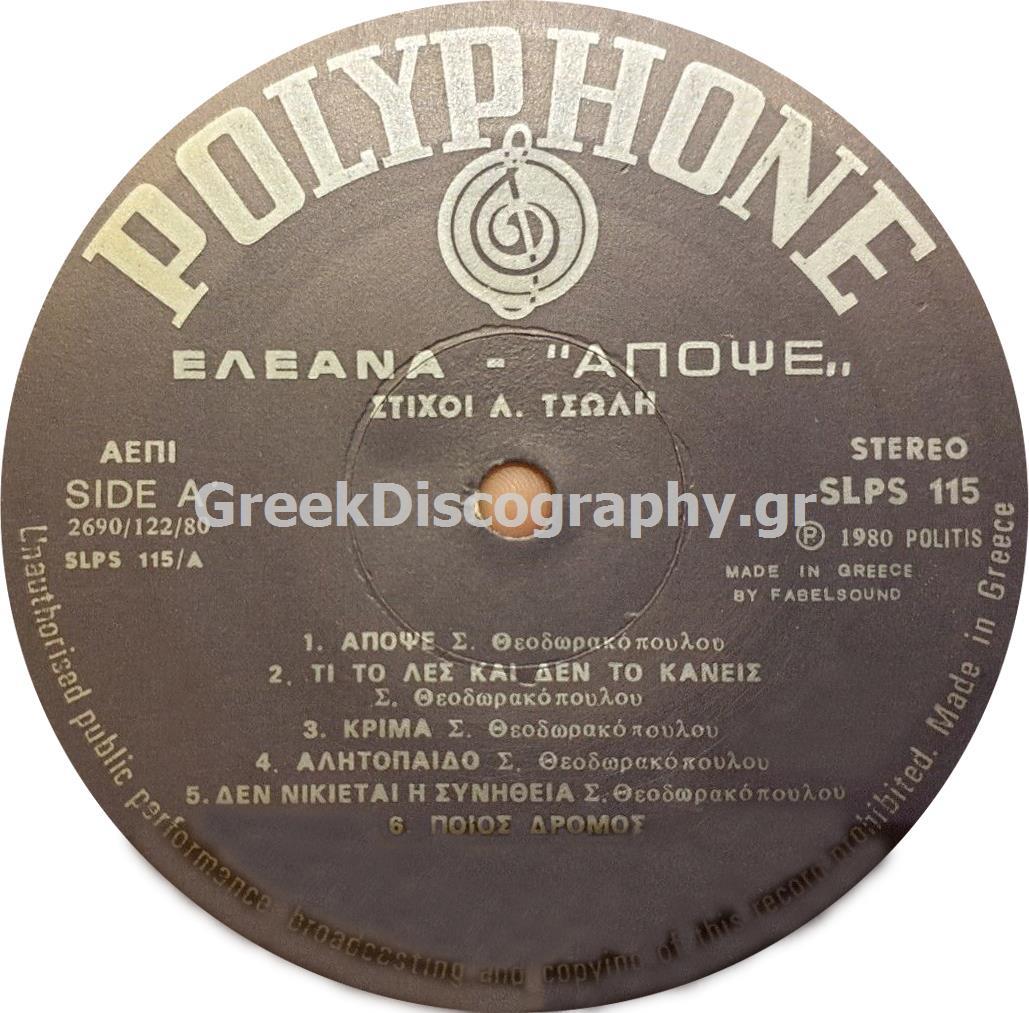 POLYPHONE
ΕΛΕΑΝΑ - "ΑΠΟΨΕ„
ΣΤΙΧΟΙ Λ. ΤΣΩΛΗ
ΑΕΠΙ
SIDE A
2690/122/80
SLPS 115/A
STEREO
SLPS 115
Ⓟ 1980 POLITIS
MADE IN GREECE
BY FABELSOUND
GreekDiscography.gr
1. ΑΠΟΨΕ Σ. Θεοδωρακόπουλου
2. ΤΙ ΤΟ ΛΕΣ ΚΑΙ ΔΕΝ ΤΟ ΚΑΝΕΙΣ
Σ. Θεοδωρακόπουλου
3. ΚΡΙΜΑ Σ. Θεοδωρακόπουλου
4. ΑΛΗΤΟΠΑΙΔΟ Σ. Θεοδωρακόπουλου
5. ΔΕΝ ΝΙΚΙΕΤΑΙ Η ΣΥΝΗΘΕΙΑ Σ. Θεοδωρακόπουλου
6. ΠΟΙΟΣ ΔΡΟΜΟΣ
Unauthorised public performance broadcasting and copying of this record prohibited. Made in Greece